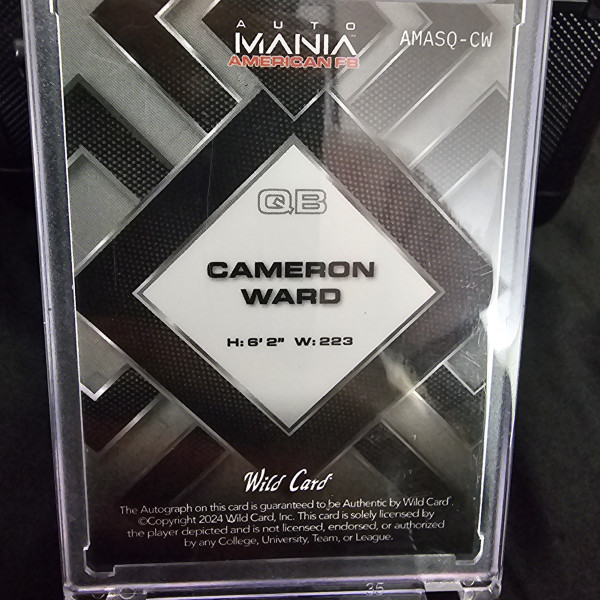 AUTO
MANIA™
AMERICAN FB
AMASQ-CW
QB
CAMERON
WARD
H: 6' 2" W: 223
Wild Card
The Autograph on this card is guaranteed to be Authentic by Wild Card.
©Copyright 2024 Wild Card, Inc. This card is solely licensed by
the player depicted and is not licensed, endorsed, or authorized
by any College, University, Team, or League.
35